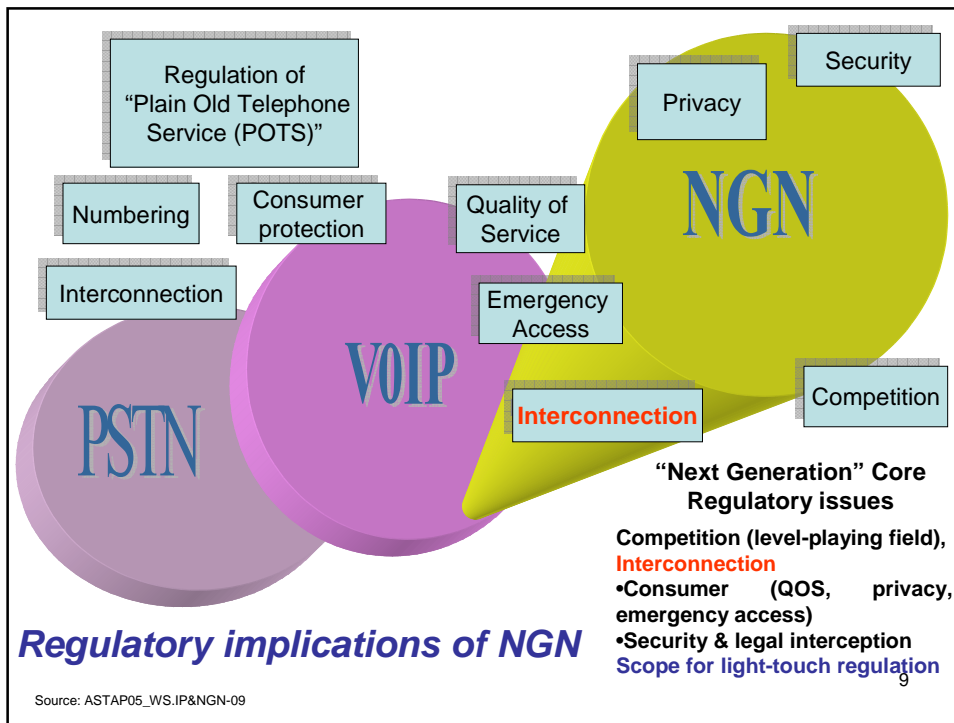 Regulation of
“Plain Old Telephone
Service (POTS)”
Security
Privacy
NGN
Numbering
Consumer
protection
Quality of
Service
Interconnection
Emergency
Access
V0IP
PSTN
Interconnection
Competition
“Next Generation” Core
Regulatory issues
Competition (level-playing field),
Interconnection
•Consumer (QOS, privacy,
emergency access)
•Security & legal interception
Scope for light-touch regulation
Regulatory implications of NGN
9
Source: ASTAP05_WS.IP&NGN-09